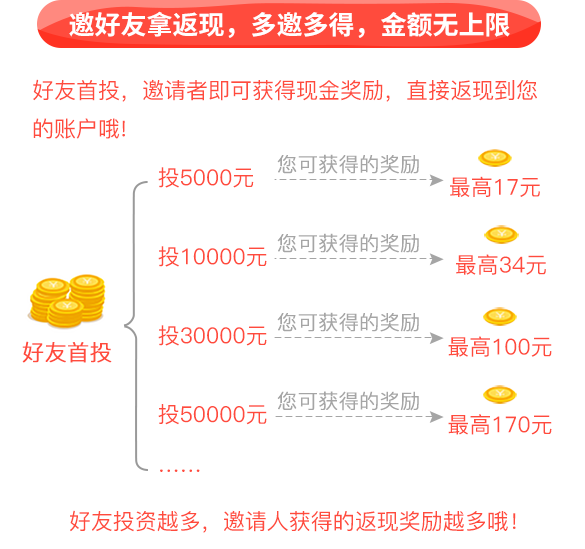 邀好友拿返现，多邀多得，金额无上限
好友首投，邀请者即可获得现金奖励，直接返现到您
的账户哦!
投5000元 您可获得的奖励 最高17元
投10000元 您可获得的奖励 最高34元
好友首投
投30000元 您可获得的奖励 最高100元
投50000元 您可获得的奖励 最高170元
……
好友投资越多，邀请人获得的返现奖励越多哦！